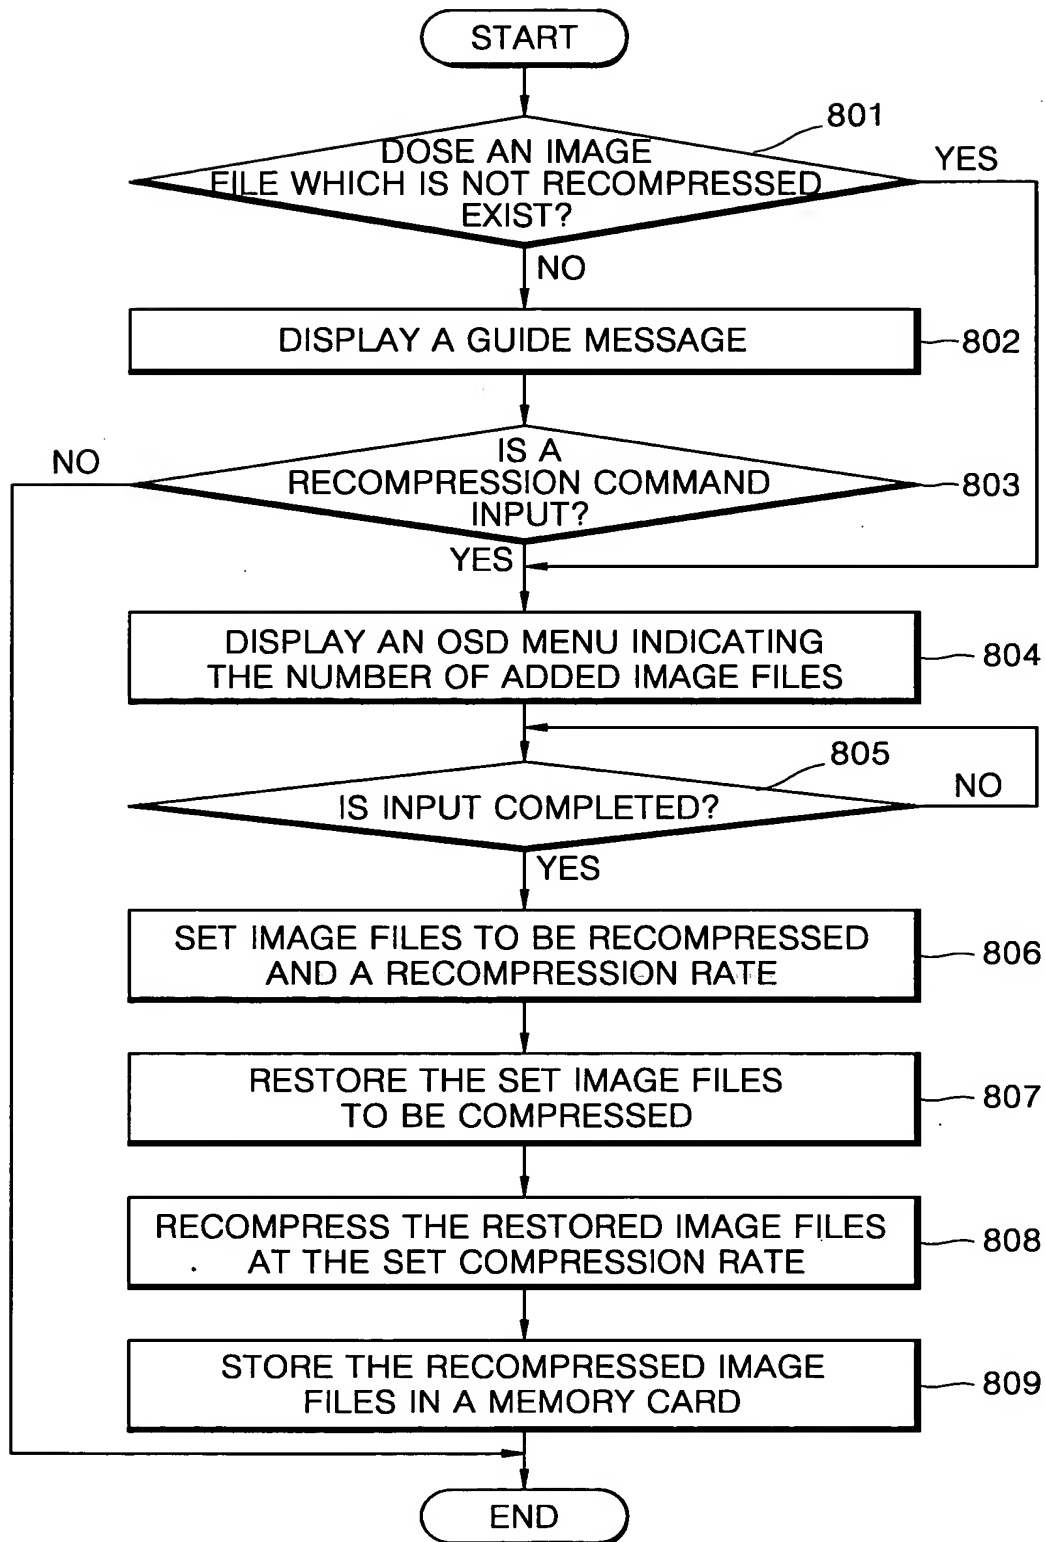 START
801
DOSE AN IMAGE
YES
FILE WHICH IS NOT RECOMPRESSED
EXIST?
NO
DISPLAY A GUIDE MESSAGE
802
IS A
NO
RECOMPRESSION COMMAND
803
INPUT?
YES
DISPLAY AN OSD MENU INDICATING
THE NUMBER OF ADDED IMAGE FILES
804
805
IS INPUT COMPLETED?
NO
YES
SET IMAGE FILES TO BE RECOMPRESSED
AND A RECOMPRESSION RATE
806
RESTORE THE SET IMAGE FILES
TO BE COMPRESSED
807
RECOMPRESS THE RESTORED IMAGE FILES
AT THE SET COMPRESSION RATE
808
STORE THE RECOMPRESSED IMAGE
FILES IN A MEMORY CARD
809
END